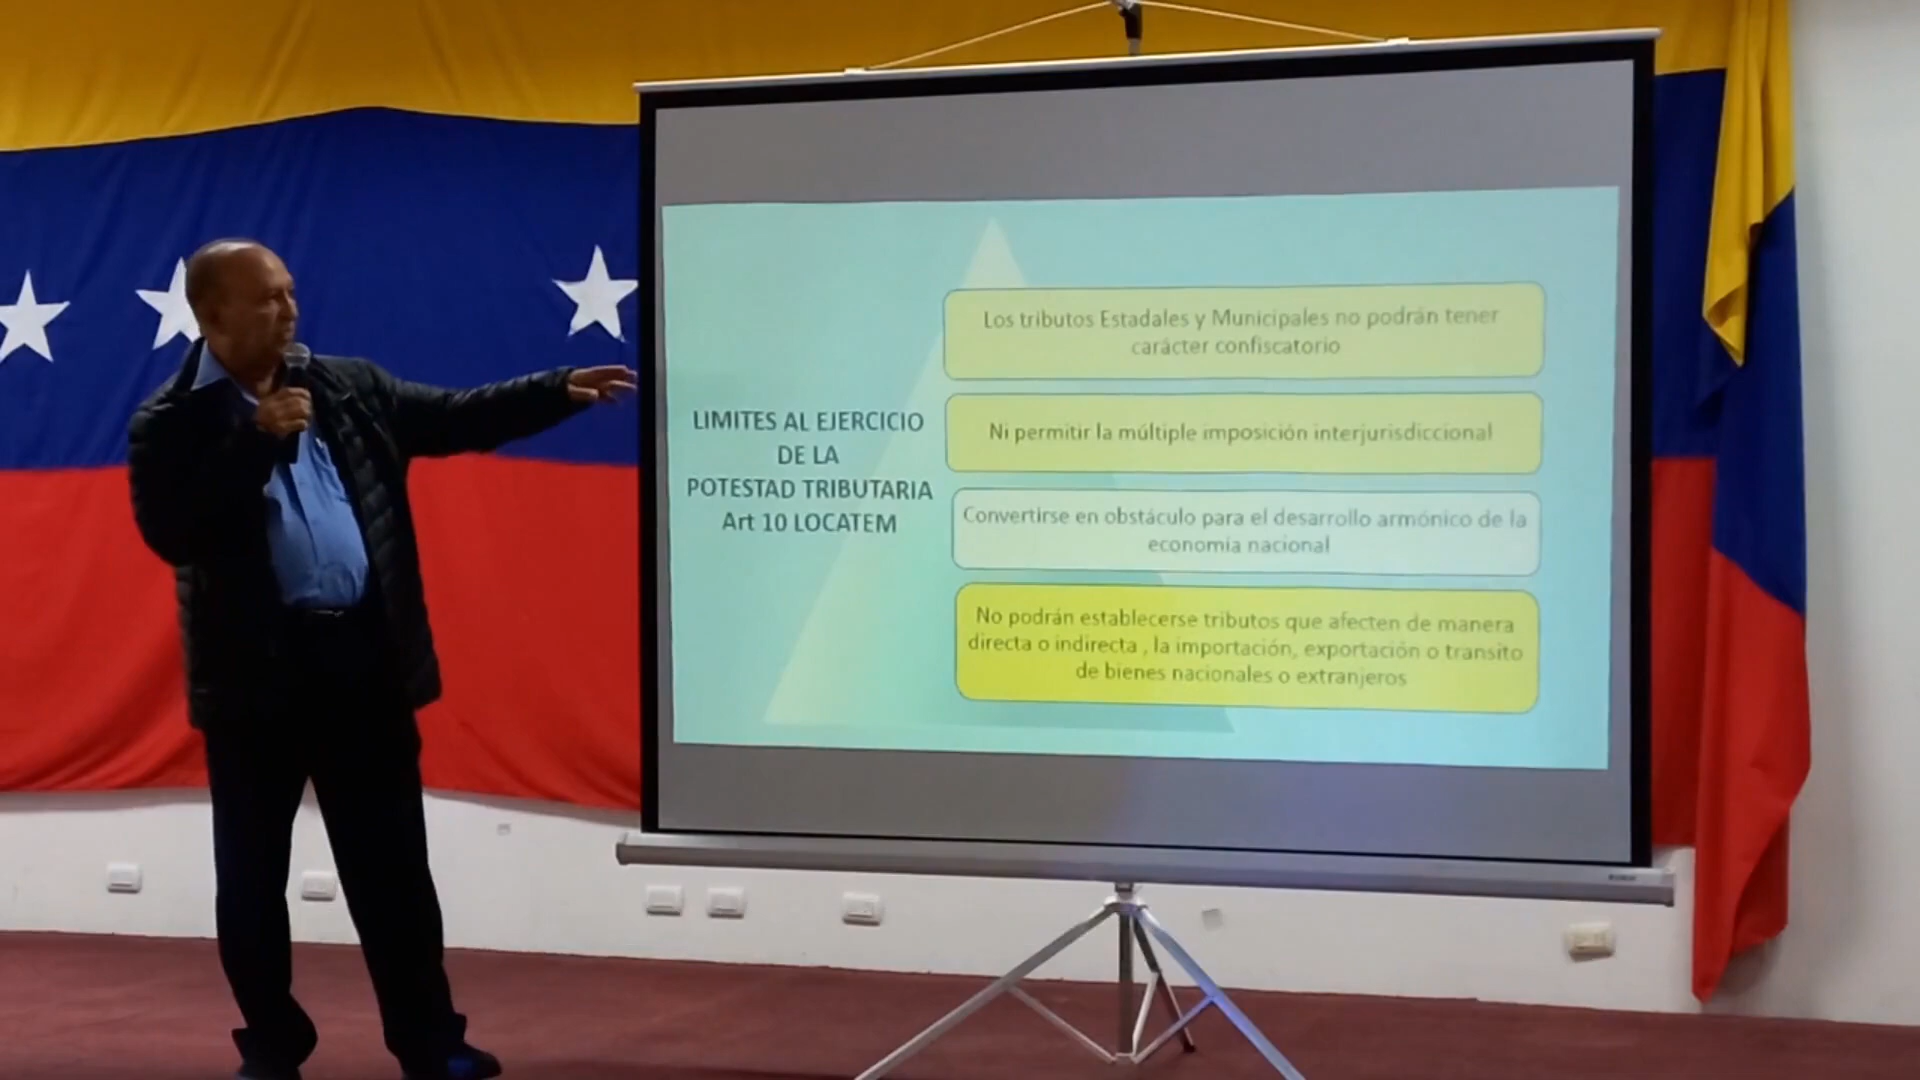 LIMITES AL EJERCICIO
DE LA
POTESTAD TRIBUTARIA
Art 10 LOCATEM
Los tributos Estadales y Municipales no podrán tener
carácter confiscatorio
Ni permitir la múltiple imposición interjurisdiccional
Convertirse en obstáculo para el desarrollo armónico de la
economía nacional
No podrán establecerse tributos que afecten de manera
directa o indirecta , la importación, exportación o transito
de bienes nacionales o extranjeros